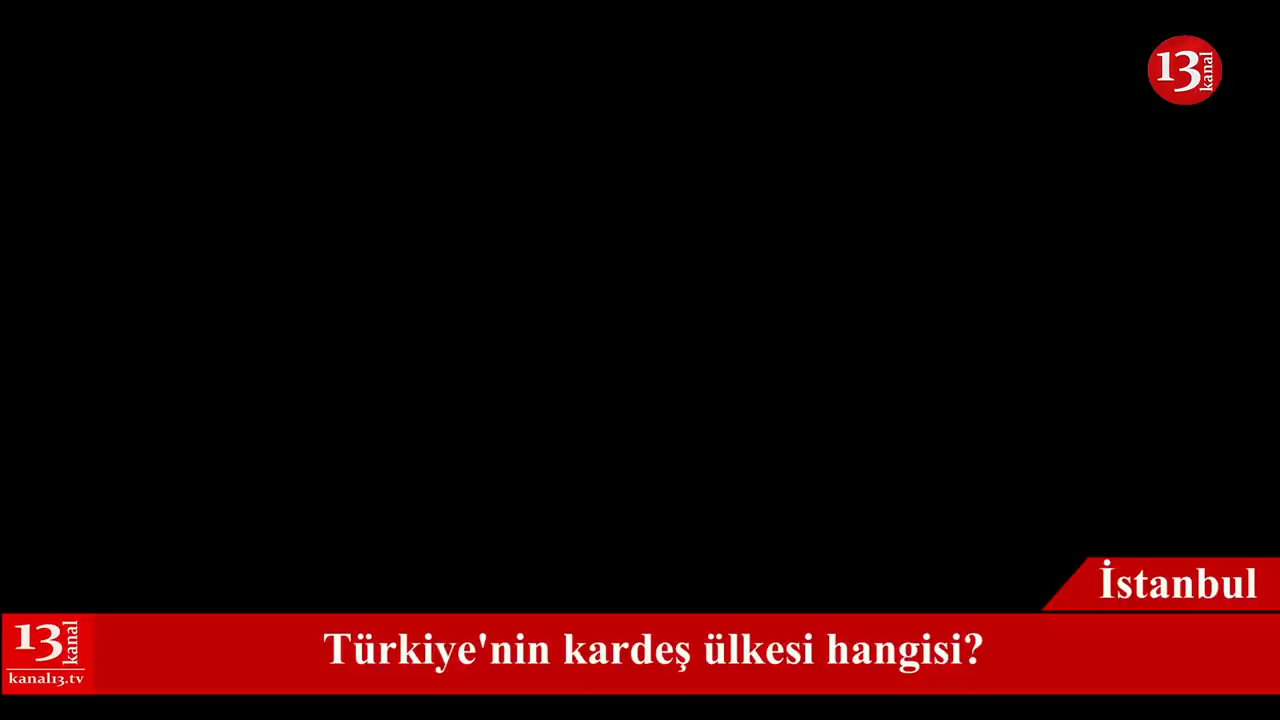 13 kanal
İstanbul
13 kanal
kanal13.tv
Türkiye'nin kardeş ülkesi hangisi?